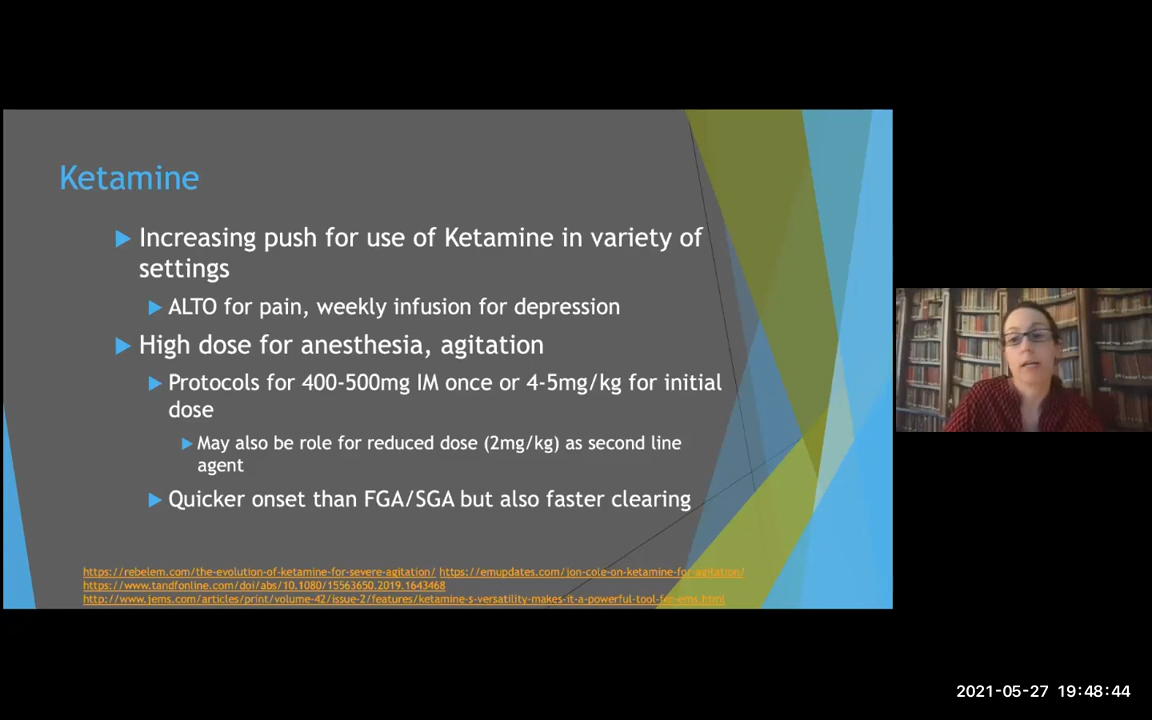 Ketamine
Increasing push for use of Ketamine in variety of
settings
ALTO for pain, weekly infusion for depression
High dose for anesthesia, agitation
Protocols for 400-500mg IM once or 4-5mg/kg for initial
dose
May also be role for reduced dose (2mg/kg) as second line
agent
Quicker onset than FGA/SGA but also faster clearing
https://rebelem.com/the-evolution-of-ketamine-for-severe-agitation/ https://emupdates.com/jon-cole-on-ketamine-for-agitation/
https://www.tandfonline.com/doi/abs/10.1080/15563650.2019.1643468
http://www.jems.com/articles/print/volume-42/issue-2/features/ketamine-s-versatility-makes-it-a-powerful-tool-for-ems.html
2021-05-27 19:48:44